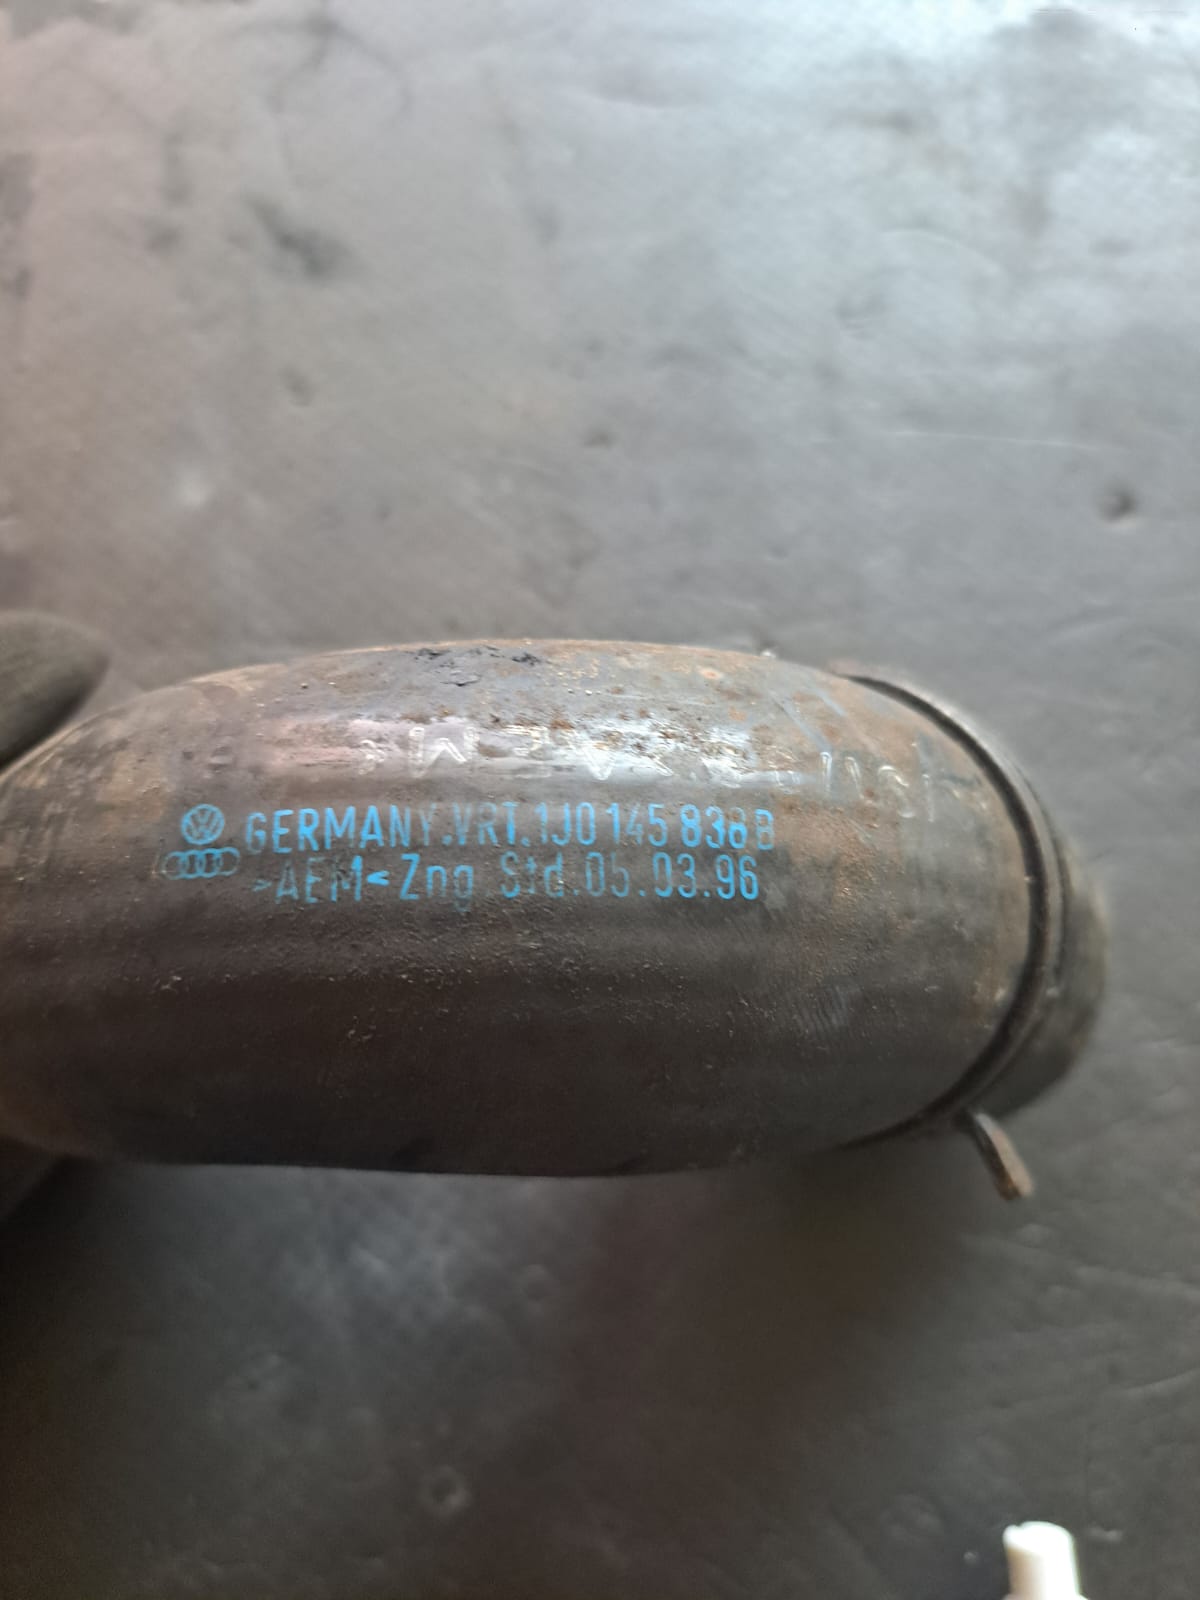 GERMANY.VRT.1J0 145 838 B
>AEM< Zng.Std.05.03.96